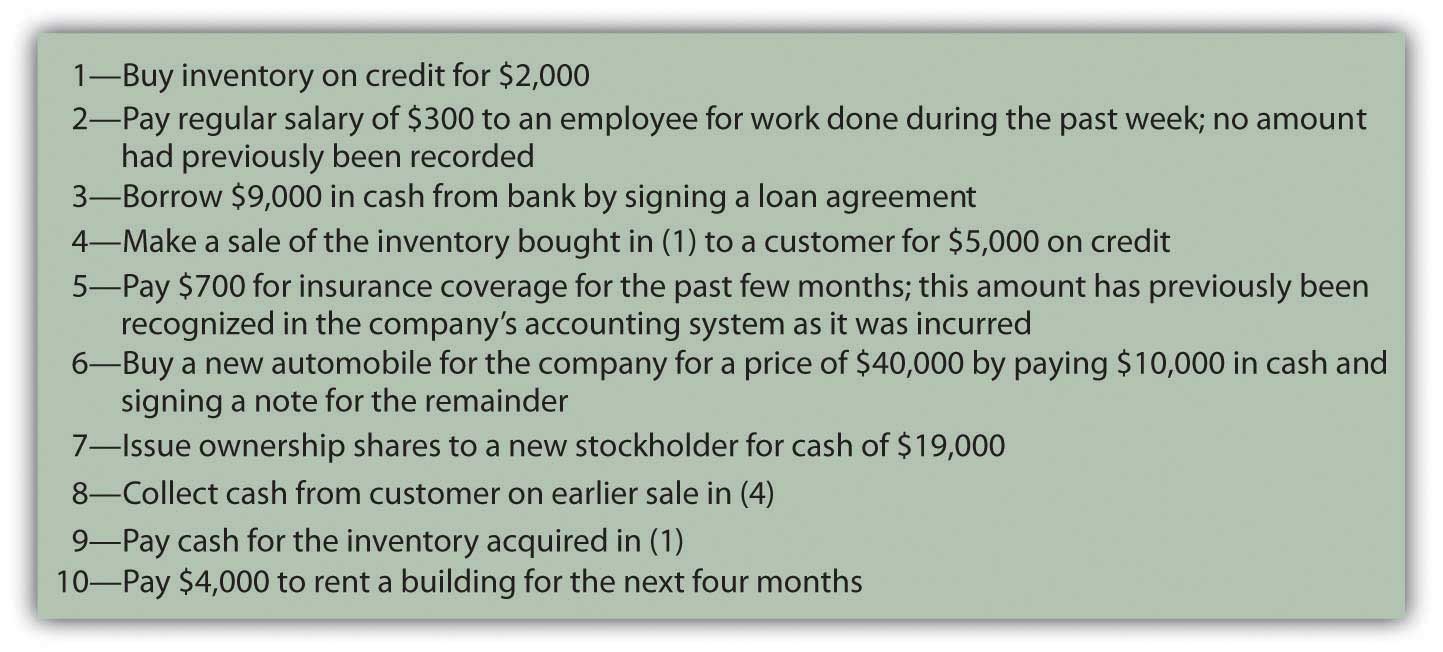 1—Buy inventory on credit for $2,000
2—Pay regular salary of $300 to an employee for work done during the past week; no amount
had previously been recorded
3—Borrow $9,000 in cash from bank by signing a loan agreement
4—Make a sale of the inventory bought in (1) to a customer for $5,000 on credit
5—Pay $700 for insurance coverage for the past few months; this amount has previously been
recognized in the company’s accounting system as it was incurred
6—Buy a new automobile for the company for a price of $40,000 by paying $10,000 in cash and
signing a note for the remainder
7—Issue ownership shares to a new stockholder for cash of $19,000
8—Collect cash from customer on earlier sale in (4)
9—Pay cash for the inventory acquired in (1)
10—Pay $4,000 to rent a building for the next four months